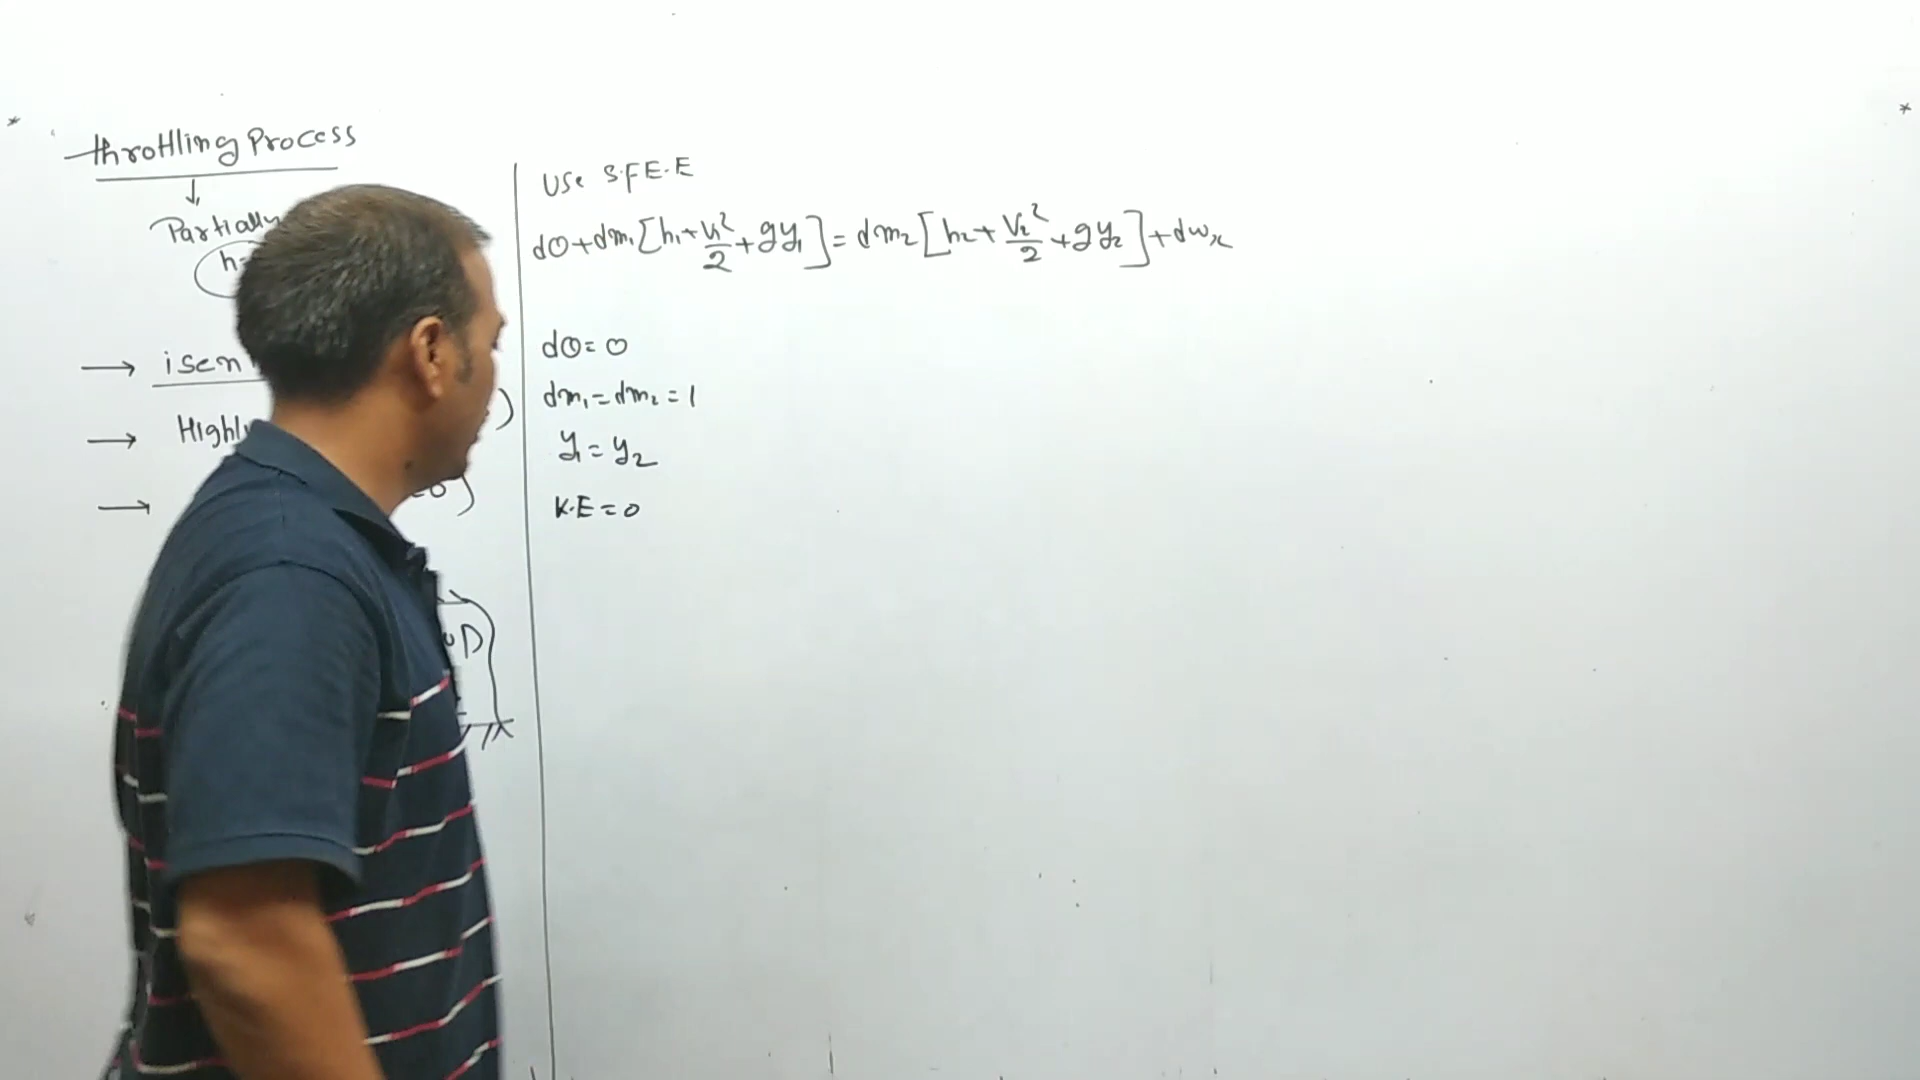 throttling Process
↓
Partially
h=
→ isen
→ Highl
→
USe S.F.E.E
dQ+dm₁[h₁+V₁²/2+gy₁]=dm₂[h₂+V₂²/2+gy₂]+dwₓ
dQ=0
dm₁=dm₂=1
y₁=y₂
K.E=0